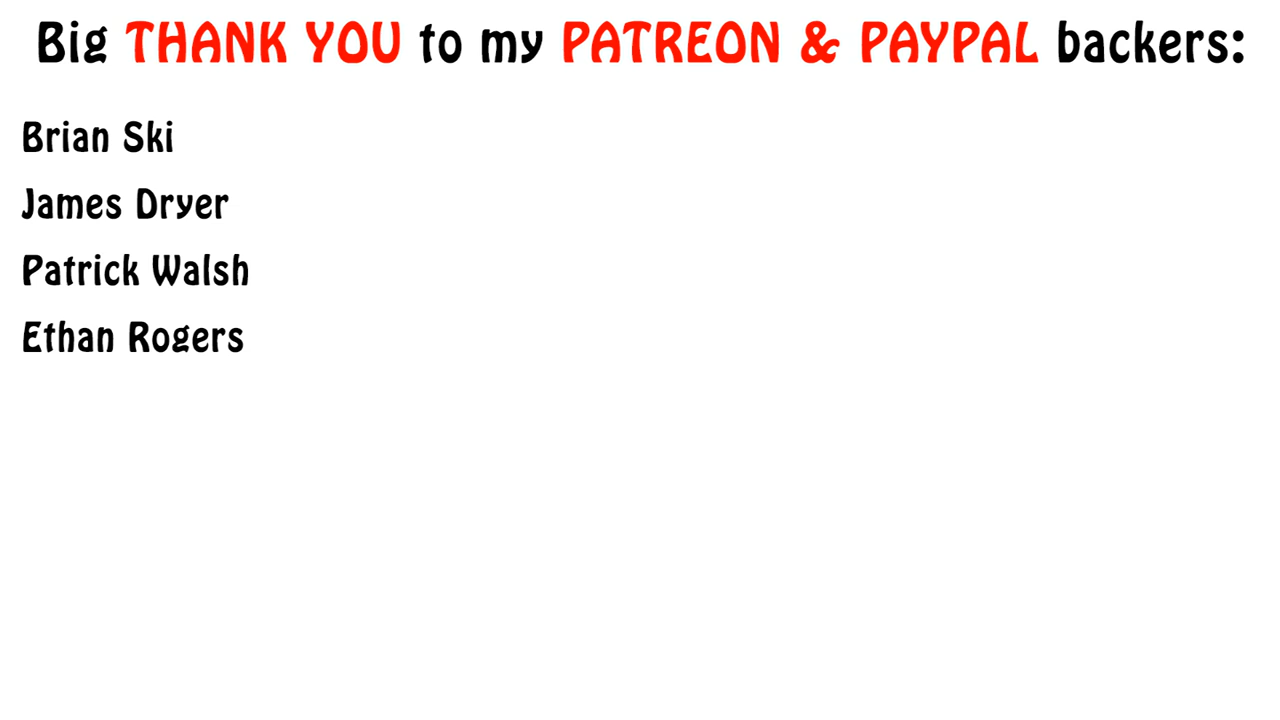 Big THANK YOU to my PATREON & PAYPAL backers:
Brian Ski
James Dryer
Patrick Walsh
Ethan Rogers